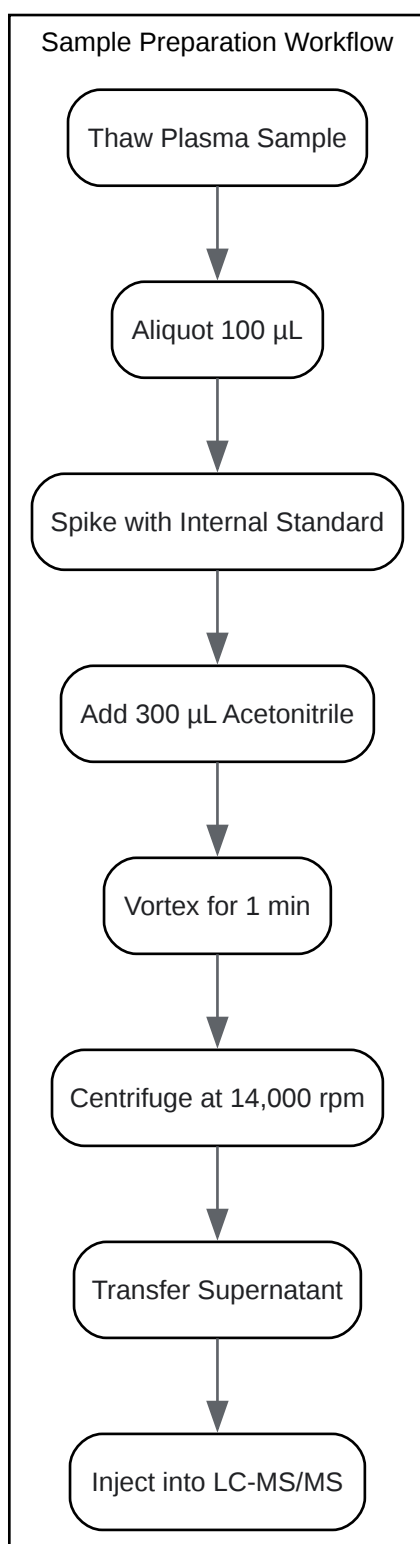 Sample Preparation Workflow
Thaw Plasma Sample
Aliquot 100 µL
Spike with Internal Standard
Add 300 µL Acetonitrile
Vortex for 1 min
Centrifuge at 14,000 rpm
Transfer Supernatant
Inject into LC-MS/MS